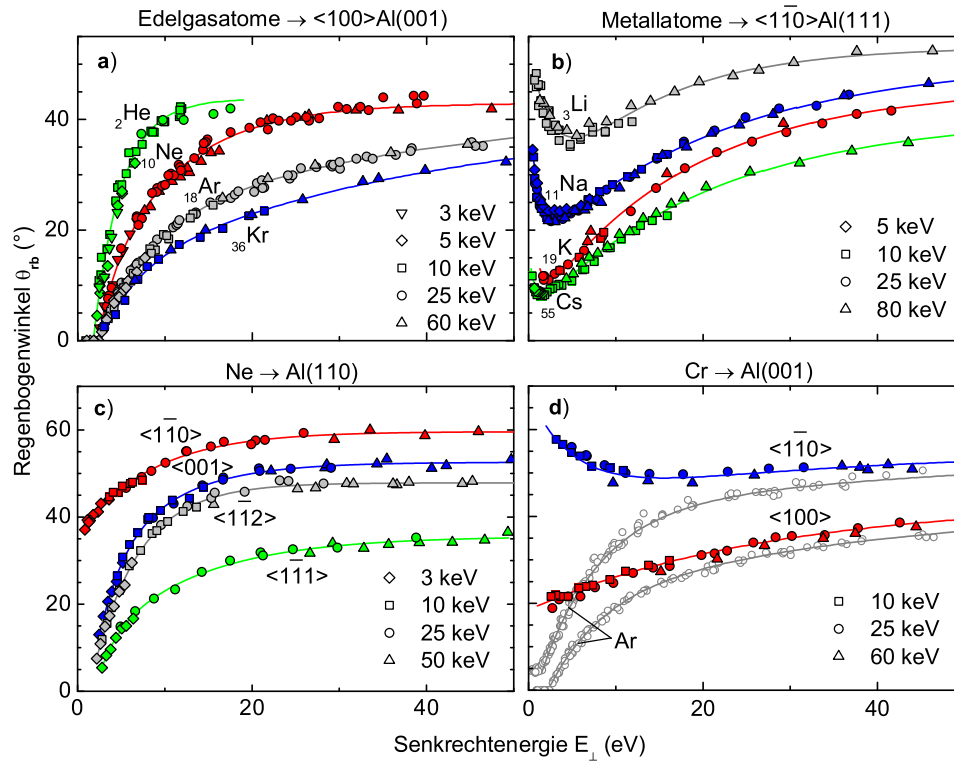 Edelgasatome → <100>Al(001)
Metallatome → <11̄0>Al(111)
a)
₂He
₁₀Ne
₁₈Ar
₃₆Kr
3 keV
5 keV
10 keV
25 keV
60 keV
40
20
0
0
20
40
b)
₃Li
₁₁Na
₁₉K
₅₅Cs
5 keV
10 keV
25 keV
80 keV
Regenbogenwinkel θrb (°)
Ne → Al(110)
Cr → Al(001)
c)
<11̄0>
<001>
<11̄2>
<11̄1>
3 keV
10 keV
25 keV
50 keV
60
40
20
0
0
20
40
d)
<11̄0>
<100>
Ar
10 keV
25 keV
60 keV
0
20
40
Senkrechtenergie E⊥ (eV)